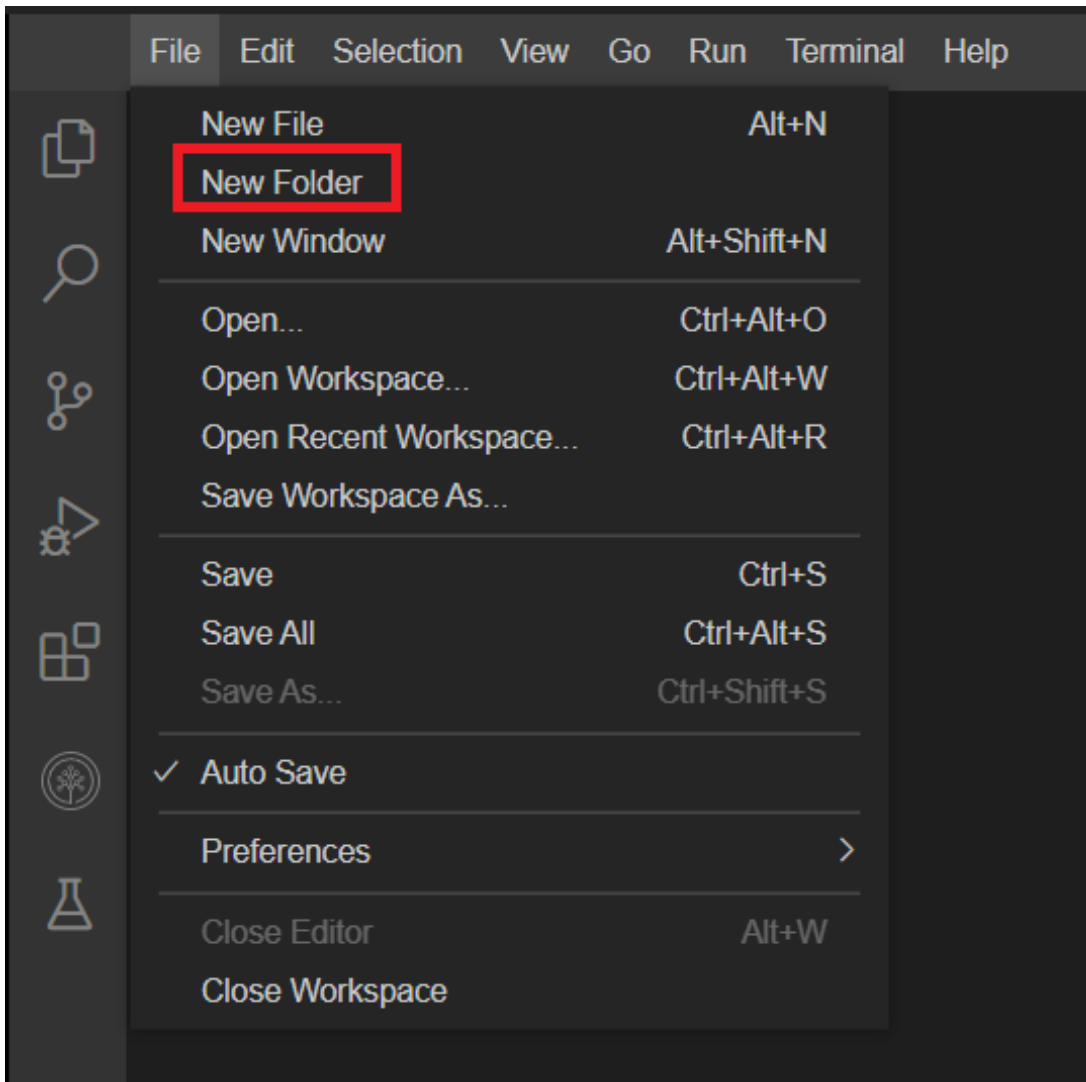 File Edit Selection View Go Run Terminal Help
New File Alt+N
New Folder
New Window Alt+Shift+N
Open... Ctrl+Alt+O
Open Workspace... Ctrl+Alt+W
Open Recent Workspace... Ctrl+Alt+R
Save Workspace As...
Save Ctrl+S
Save All Ctrl+Alt+S
Save As... Ctrl+Shift+S
Auto Save
Preferences
Close Editor Alt+W
Close Workspace